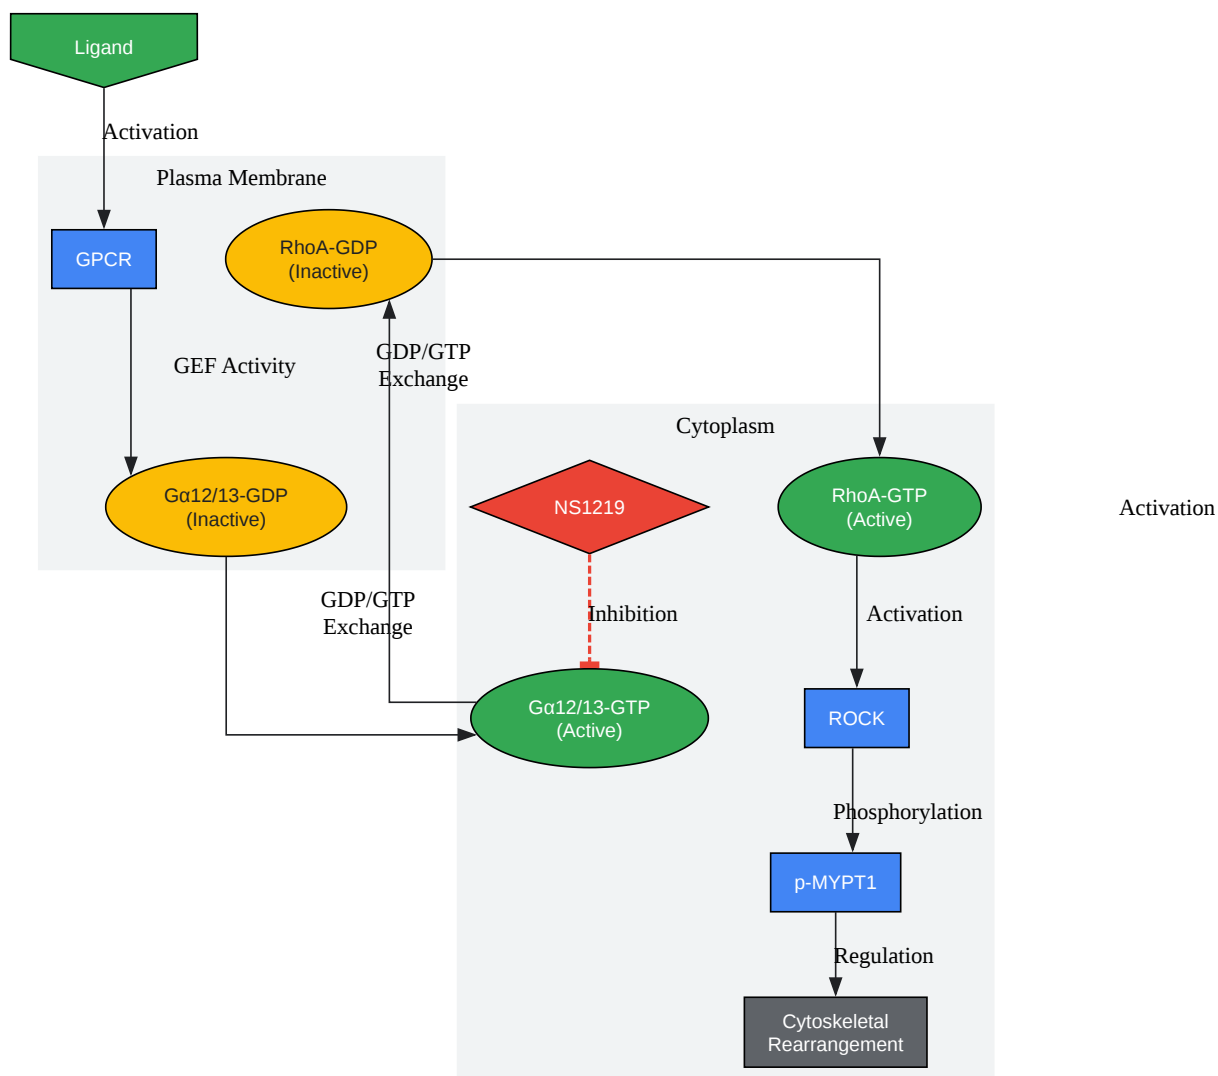 Ligand
Activation
Plasma Membrane
GPCR
RhoA-GDP
(Inactive)
GEF Activity
GDP/GTP
Exchange
Cytoplasm
Gα12/13-GDP
(Inactive)
NS1219
RhoA-GTP
(Active)
Activation
GDP/GTP
Exchange
Inhibition
Activation
Gα12/13-GTP
(Active)
ROCK
Phosphorylation
p-MYPT1
Regulation
Cytoskeletal
Rearrangement